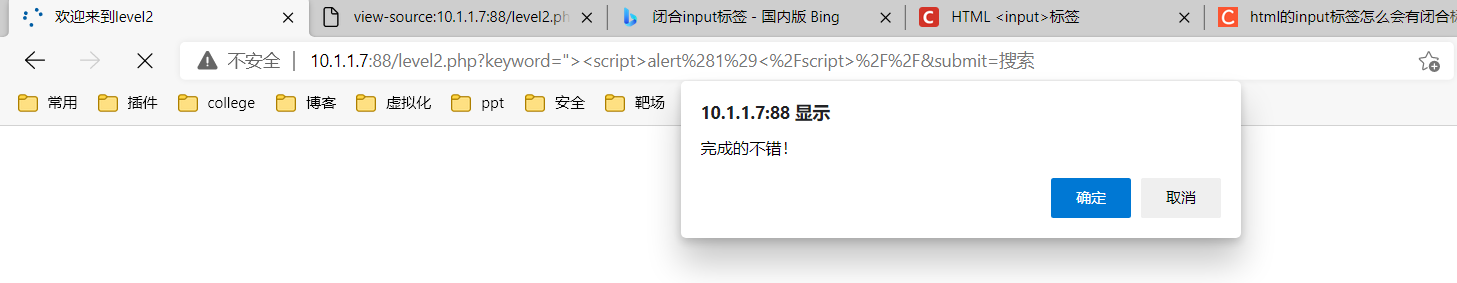 欢迎来到level2
view-source:10.1.1.7:88/level2.ph
闭合input标签 - 国内版 Bing
HTML <input>标签
html的input标签怎么会有闭合标
不安全 | 10.1.1.7:88/level2.php?keyword="><script>alert%281%29<%2Fscript>%2F%2F&submit=搜索
常用 插件 college 博客 虚拟化 ppt 安全 靶场
10.1.1.7:88 显示
完成的不错！
确定 取消